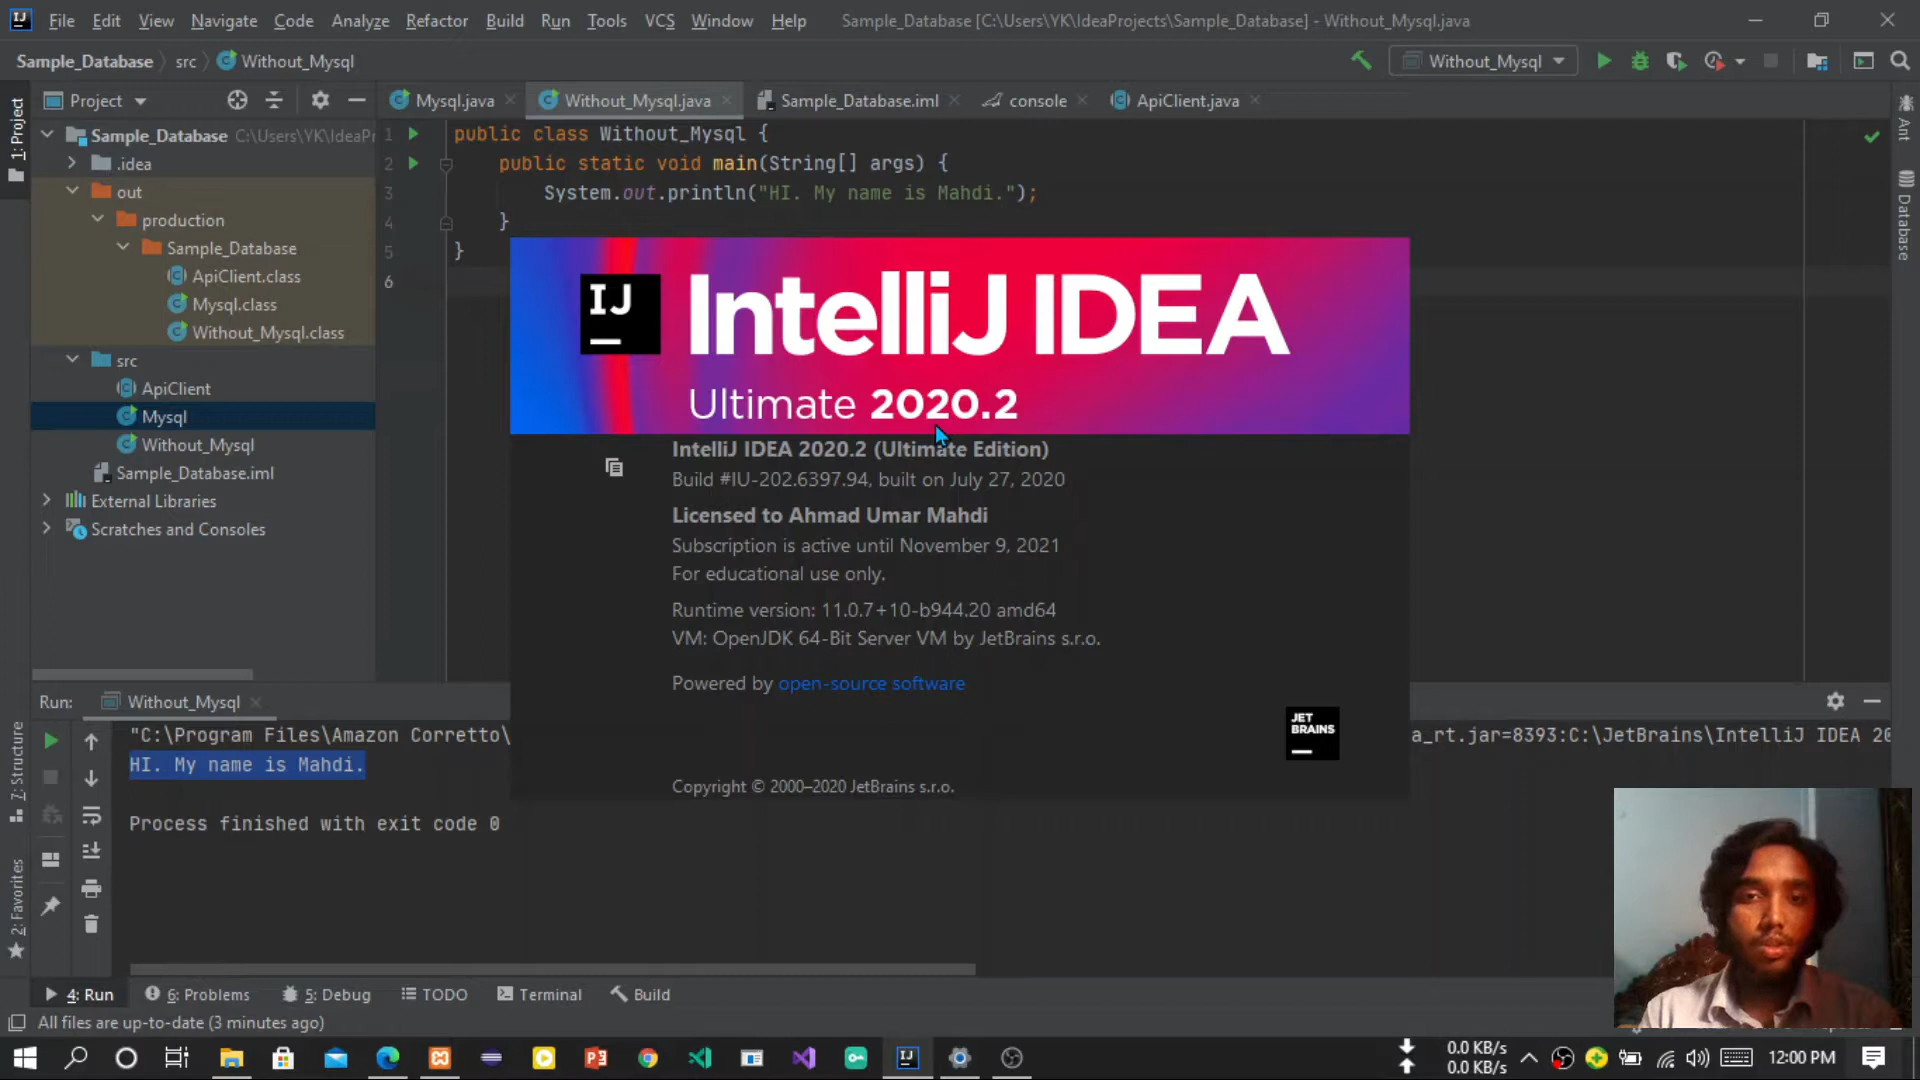 File Edit View Navigate Code Analyze Refactor Build Run Tools VCS Window Help Sample_Database [C:\Users\YK\IdeaProjects\Sample_Database] - Without_Mysql.java
Sample_Database src Without_Mysql Without_Mysql
1: Project
Project
Mysql.java Without_Mysql.java Sample_Database.iml console ApiClient.java
Ant
Database
Sample_Database C:\Users\YK\IdeaPr
.idea
out
production
Sample_Database
ApiClient.class
Mysql.class
Without_Mysql.class
src
ApiClient
Mysql
Without_Mysql
Sample_Database.iml
External Libraries
Scratches and Consoles
1 public class Without_Mysql {
2 public static void main(String[] args) {
3 System.out.println("HI. My name is Mahdi.");
4 }
5 }
6
IJ
IntelliJ IDEA
Ultimate 2020.2
IntelliJ IDEA 2020.2 (Ultimate Edition)
Build #IU-202.6397.94, built on July 27, 2020
Licensed to Ahmad Umar Mahdi
Subscription is active until November 9, 2021
For educational use only.
Runtime version: 11.0.7+10-b944.20 amd64
VM: OpenJDK 64-Bit Server VM by JetBrains s.r.o.
Powered by open-source software
JET
BRAINS
Copyright © 2000–2020 JetBrains s.r.o.
Run: Without_Mysql
"C:\Program Files\Amazon Corretto\ a_rt.jar=8393:C:\JetBrains\IntelliJ IDEA 20
HI. My name is Mahdi.
Process finished with exit code 0
7: Structure
2: Favorites
4: Run 6: Problems 5: Debug TODO Terminal Build
All files are up-to-date (3 minutes ago)
0.0 KB/s
0.0 KB/s
12:00 PM